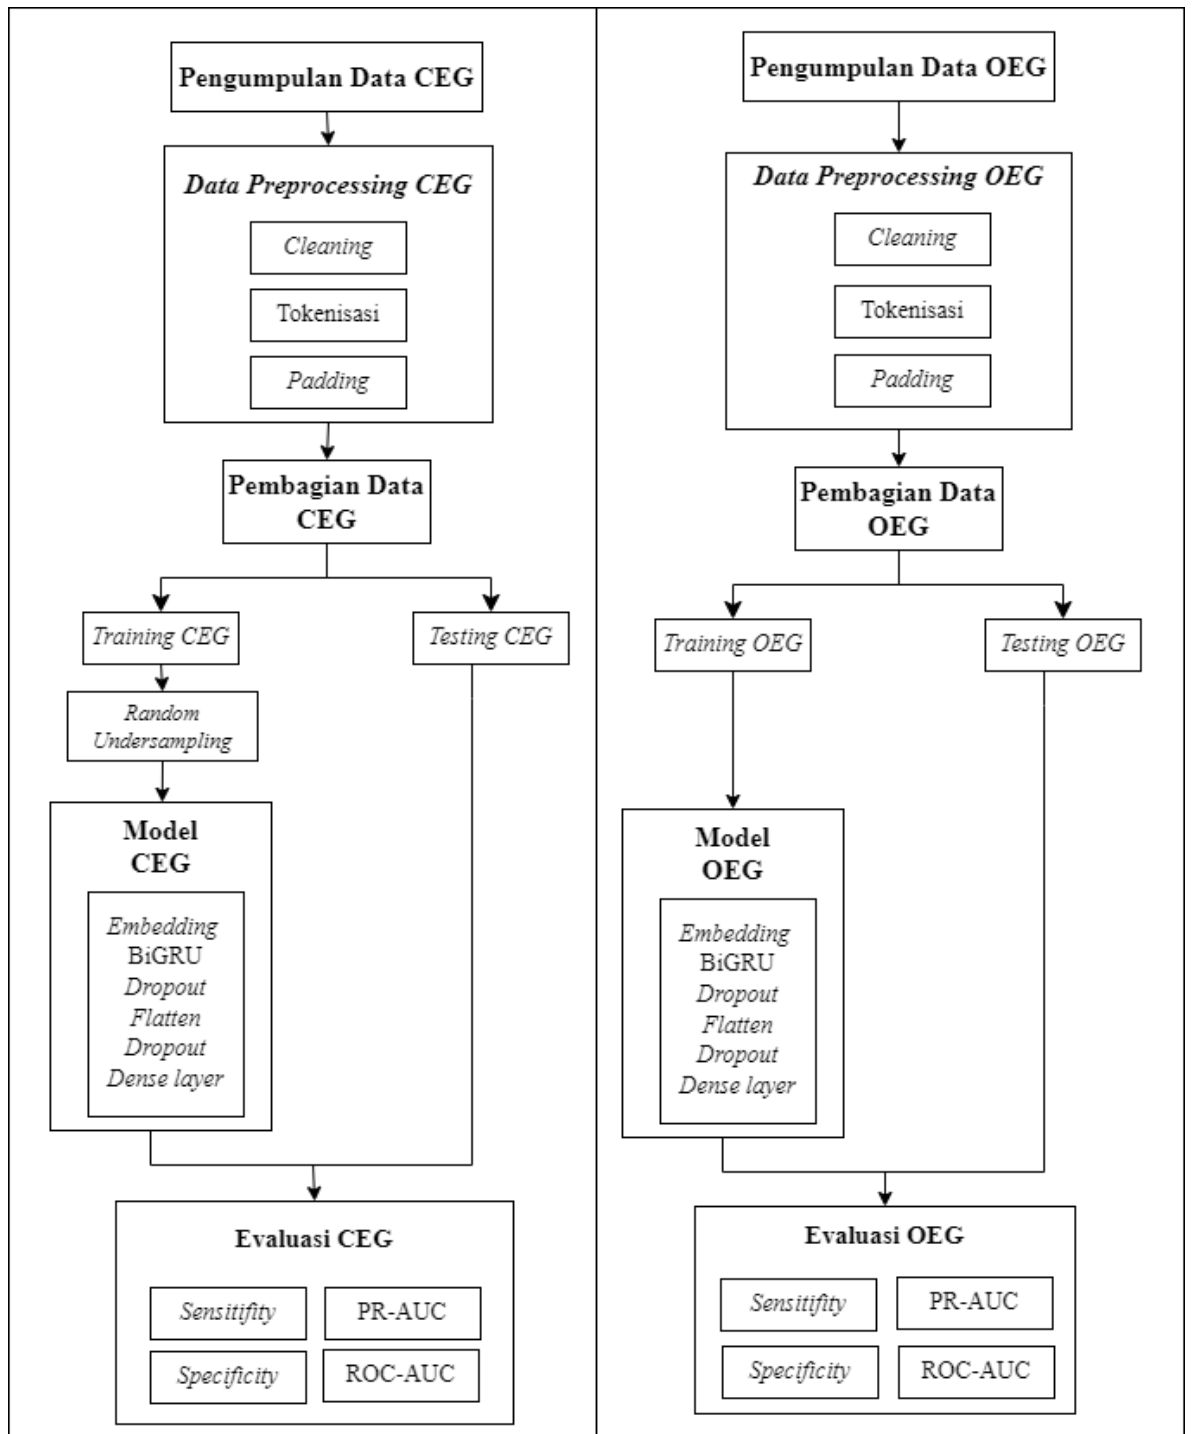 Pengumpulan Data CEG
Data Preprocessing CEG
Cleaning
Tokenisasi
Padding
Pembagian Data
CEG
Training CEG
Testing CEG
Random
Undersampling
Model
CEG
Embedding
BiGRU
Dropout
Flatten
Dropout
Dense layer
Evaluasi CEG
Sensitifity
PR-AUC
Specificity
ROC-AUC
Pengumpulan Data OEG
Data Preprocessing OEG
Cleaning
Tokenisasi
Padding
Pembagian Data
OEG
Training OEG
Testing OEG
Model
OEG
Embedding
BiGRU
Dropout
Flatten
Dropout
Dense layer
Evaluasi OEG
Sensitifity
PR-AUC
Specificity
ROC-AUC